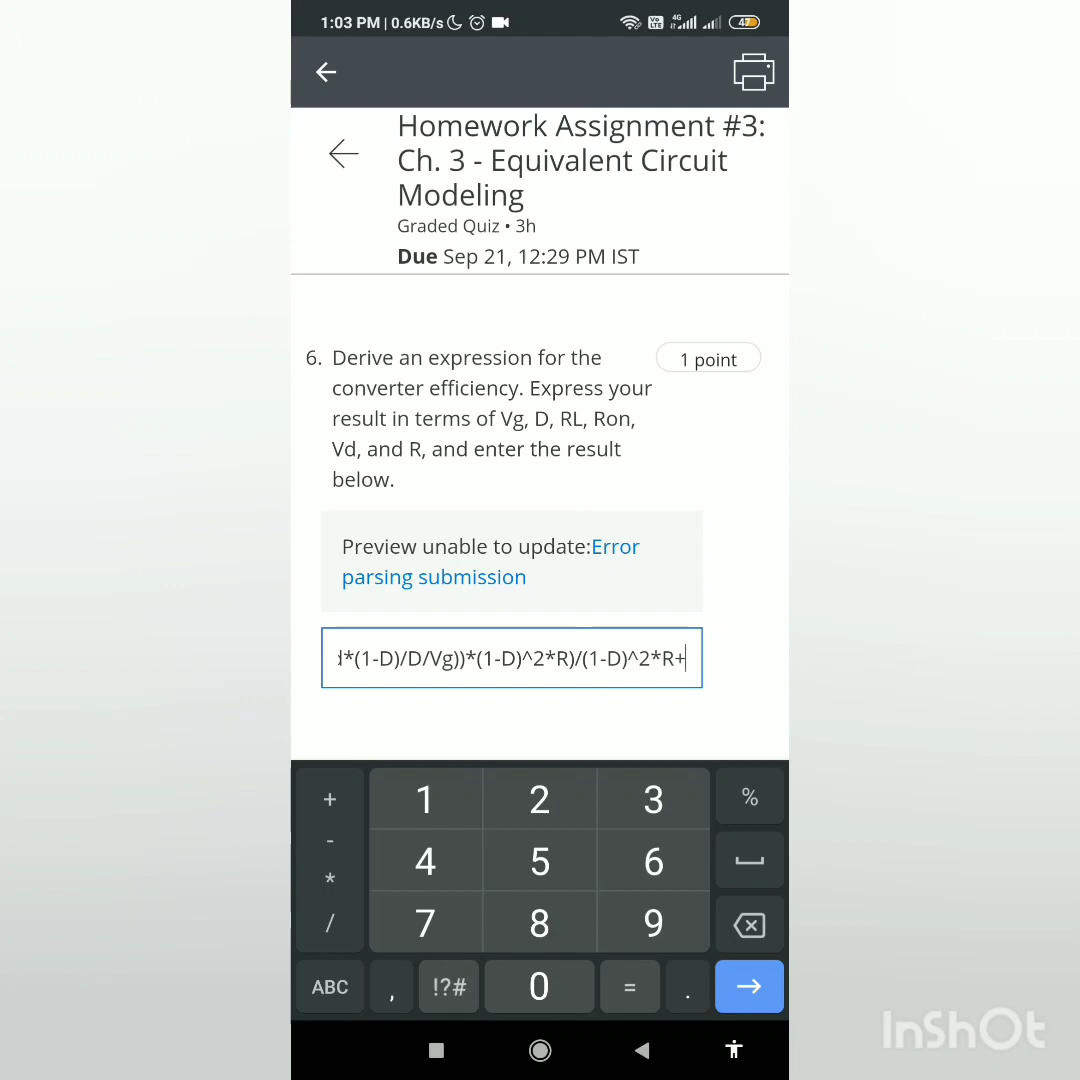 1:03 PM | 0.6KB/s Vo LTE 4G 47
Homework Assignment #3:
Ch. 3 - Equivalent Circuit
Modeling
Graded Quiz • 3h
Due Sep 21, 12:29 PM IST
6. Derive an expression for the 1 point
converter efficiency. Express your
result in terms of Vg, D, RL, Ron,
Vd, and R, and enter the result
below.
Preview unable to update:Error
parsing submission
*(1-D)/D/Vg))*(1-D)^2*R)/(1-D)^2*R+
+ 1 2 3 %
-
* 4 5 6
/ 7 8 9
ABC , !?# 0 = .
InShOt